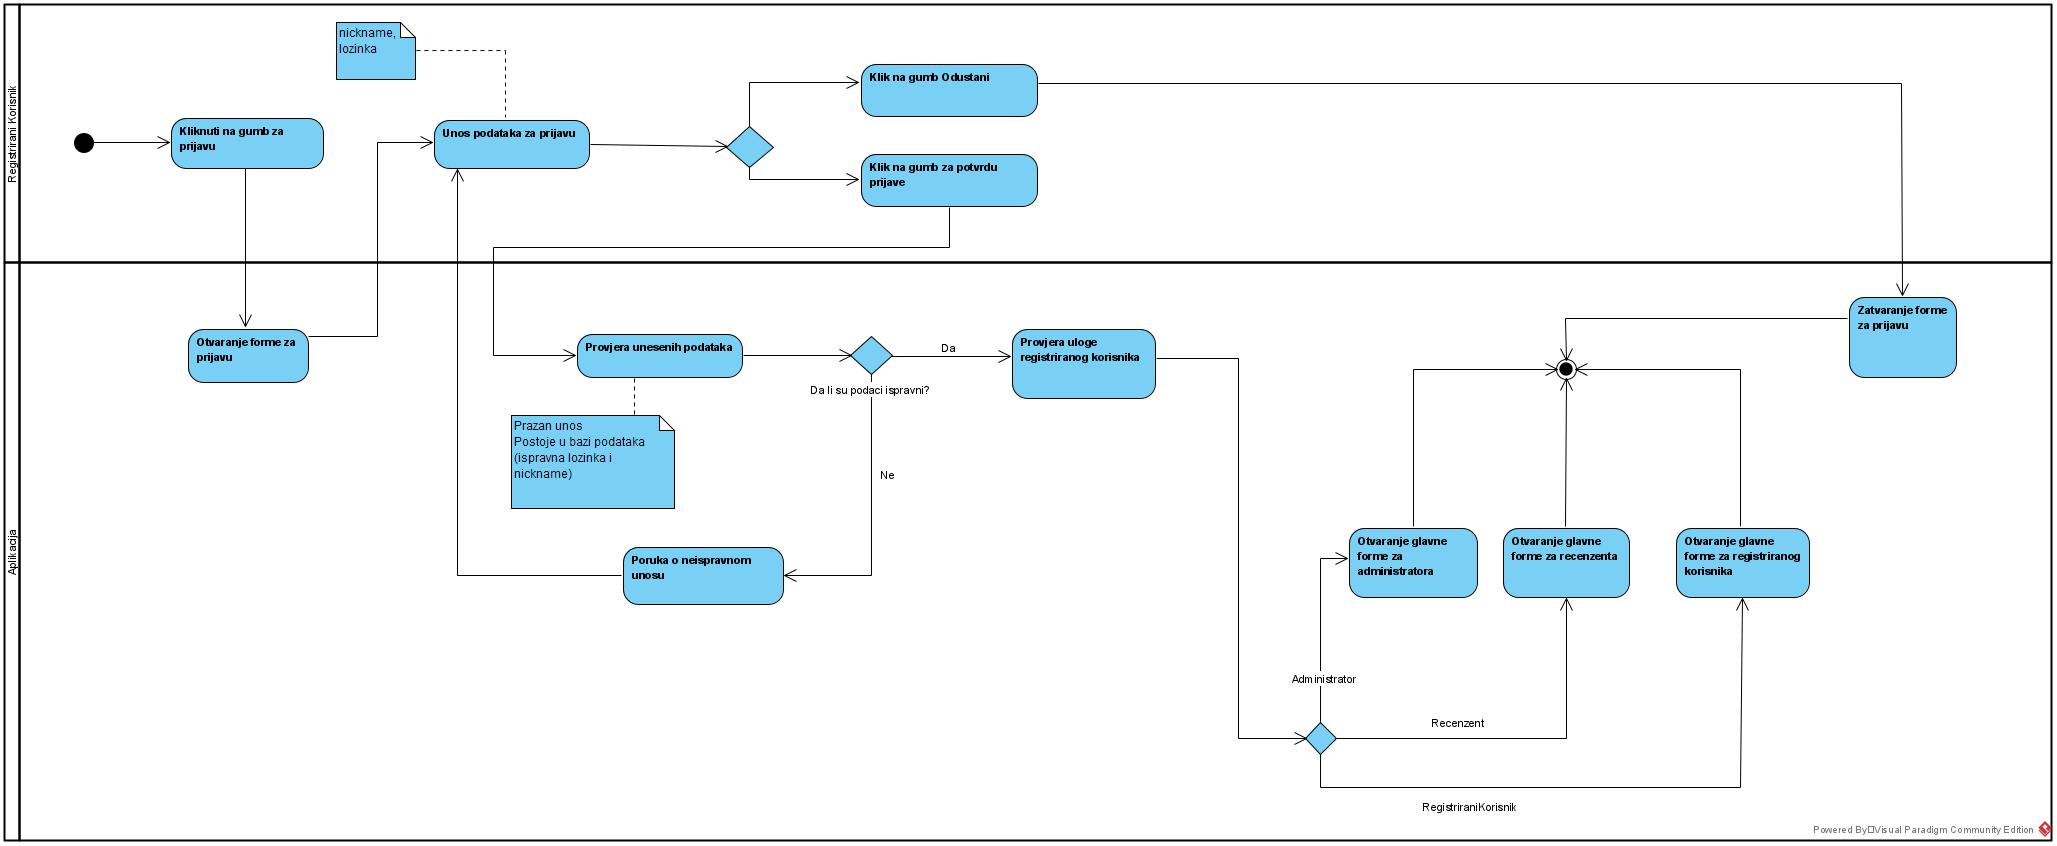 Registrirani Korisnik
nickname,
lozinka
Kliknuti na gumb za
prijavu
Unos podataka za prijavu
Klik na gumb Odustani
Klik na gumb za potvrdu
prijave
Aplikacija
Otvaranje forme za
prijavu
Provjera unesenih podataka
Prazan unos
Postoje u bazi podataka
(ispravna lozinka i
nickname)
Da li su podaci ispravni?
Da
Ne
Poruka o neispravnom
unosu
Provjera uloge
registriranog korisnika
Zatvaranje forme
za prijavu
Otvaranje glavne
forme za
administratora
Otvaranje glavne
forme za recenzenta
Otvaranje glavne
forme za registriranog
korisnika
Administrator
Recenzent
RegistriraniKorisnik
Powered By Visual Paradigm Community Edition